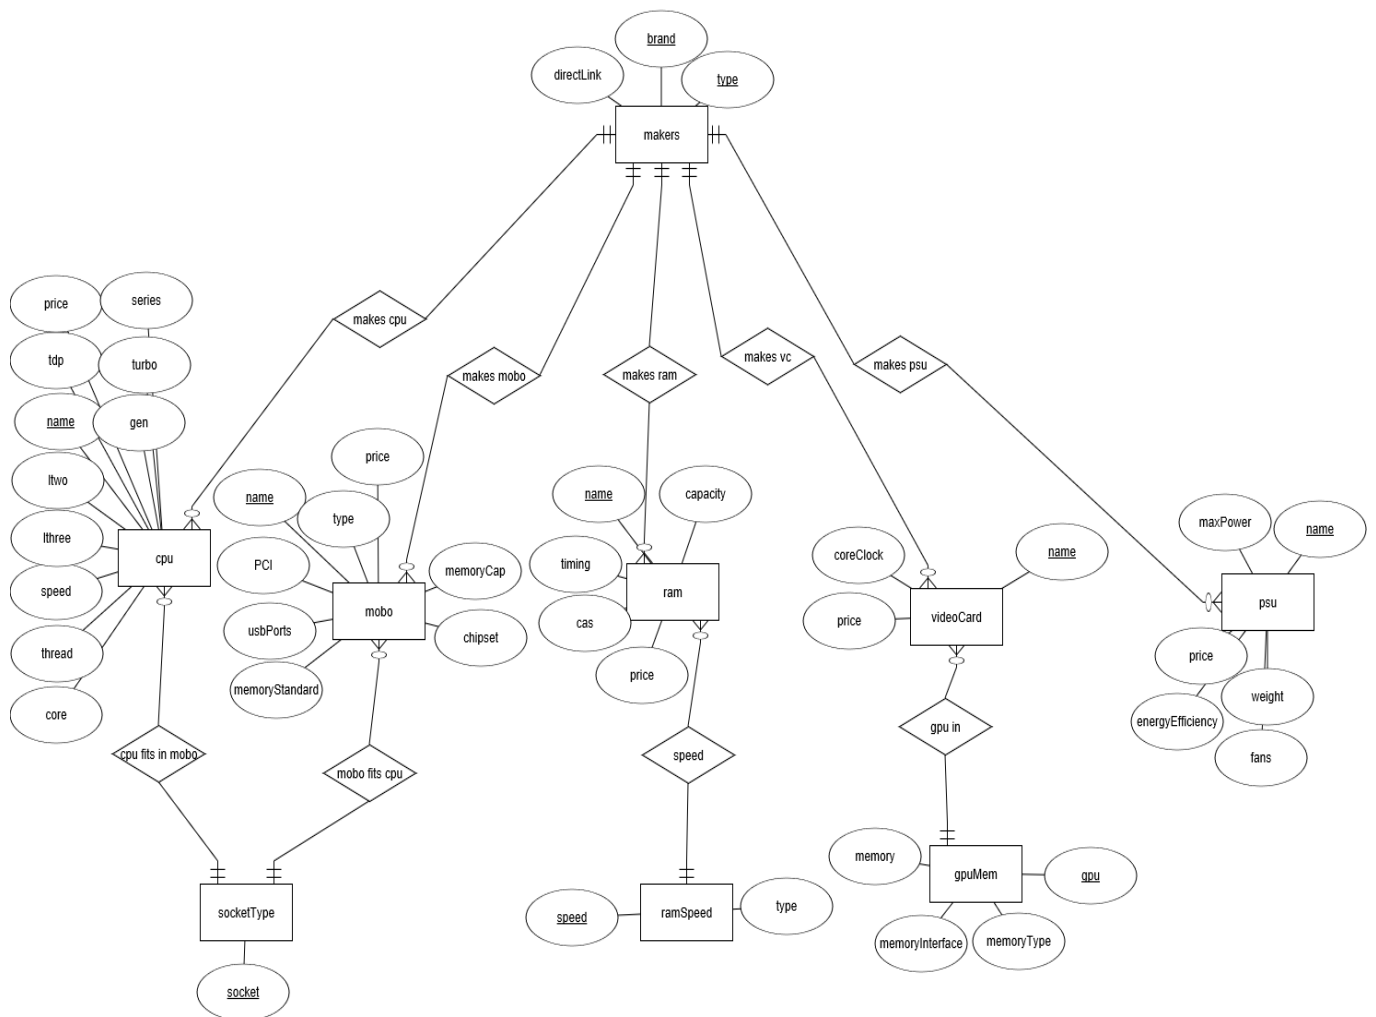 brand
directLink
type
makers
price
series
makes cpu
tdp
turbo
makes mobo
makes ram
makes vc
makes psu
name
gen
price
ltwo
name
type
name
capacity
maxPower
name
lthree
cpu
PCI
memoryCap
timing
coreClock
name
speed
mobo
ram
psu
usbPorts
chipset
cas
price
videoCard
thread
memoryStandard
price
price
weight
core
energyEfficiency
cpu fits in mobo
mobo fits cpu
speed
gpu in
fans
memory
gpuMem
gpu
socketType
speed
ramSpeed
type
memoryInterface
memoryType
socket